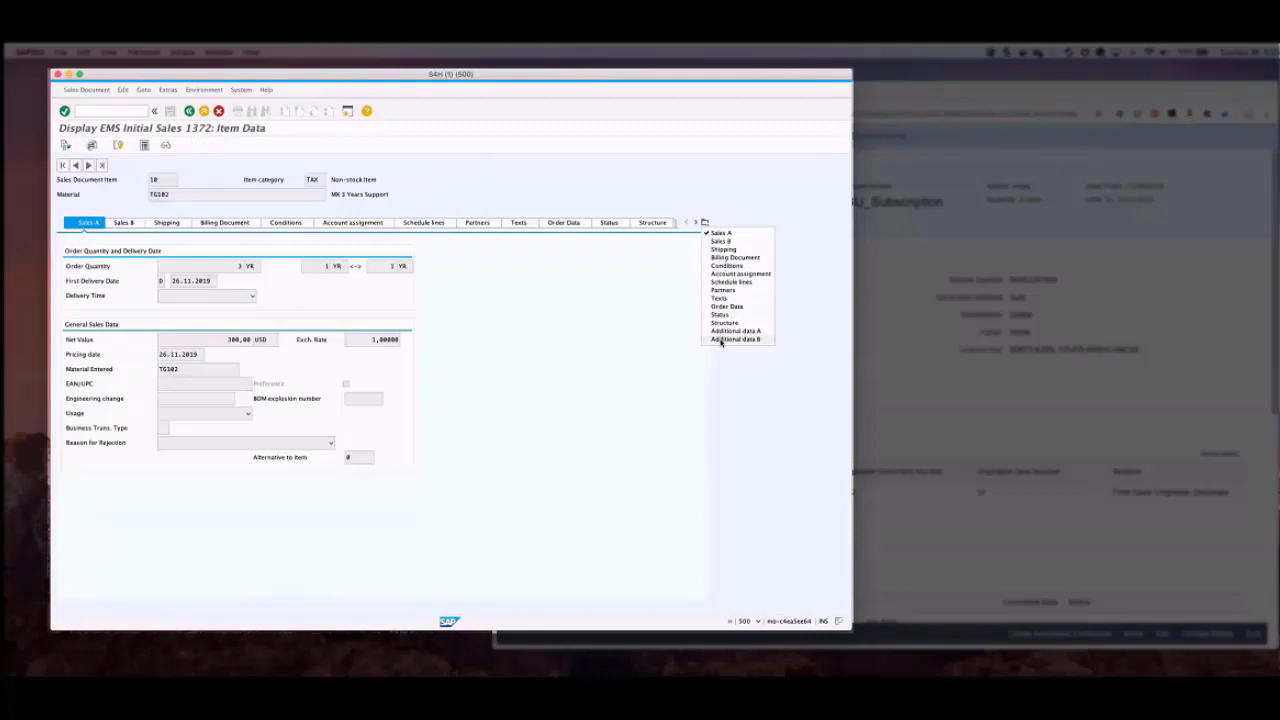 S4H (1) (500)
Sales Document Edit Goto Extras Environment System Help
Display EMS Initial Sales 1372: Item Data
Sales Document Item 10 Item category TAX Non-stock Item
Material TG102 MX 3 Years Support
Sales A Sales B Shipping Billing Document Conditions Account assignment Schedule lines Partners Texts Order Data Status Structure
Sales A
Sales B
Shipping
Billing Document
Conditions
Account assignment
Schedule lines
Partners
Texts
Order Data
Status
Structure
Additional data A
Additional data B
Order Quantity and Delivery Date
Order Quantity 3 YR 1 YR <-> 1 YR
First Delivery Date D 26.11.2019
Delivery Time
General Sales Data
Net Value 300,00 USD Exch. Rate 1,00000
Pricing date 26.11.2019
Material Entered TG102
EAN/UPC Preference
Engineering change BOM explosion number
Usage
Business Trans. Type
Reason for Rejection
Alternative to item 0
SAP
500 mo-c4ea5ee64 INS
U_Subscription